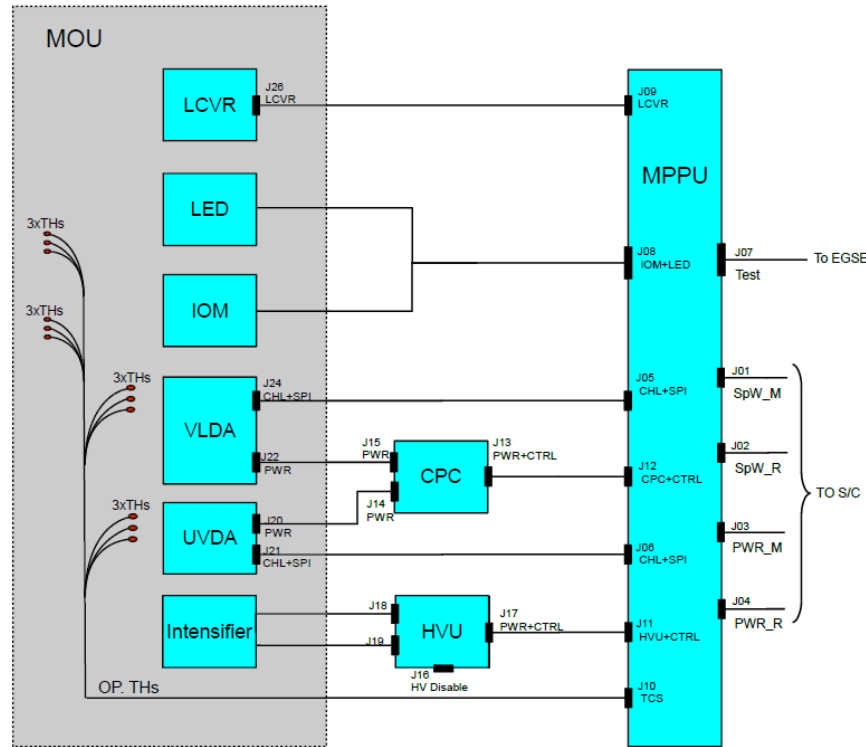 MOU
J26
LCVR
LCVR
J09
LCVR
MPPU
LED
3xTHs
J08
IOM+LED
J07
Test
To EGSE
IOM
3xTHs
3xTHs
J24
CHL+SPI
J05
CHL+SPI
J01
SpW_M
VLDA
J22
PWR
J15
PWR
J13
PWR+CTRL
CPC
J12
CPC+CTRL
J02
SpW_R
J14
PWR
TO S/C
3xTHs
J20
PWR
UVDA
J21
CHL+SPI
J06
CHL+SPI
J03
PWR_M
Intensifier
J18
J19
HVU
J17
PWR+CTRL
J11
HVU+CTRL
J04
PWR_R
J16
HV Disable
OP. THs
J10
TCS